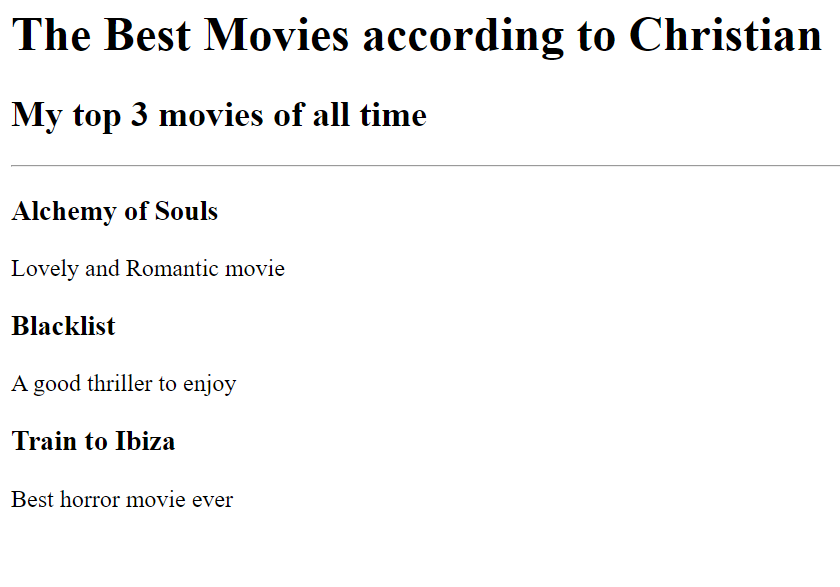 The Best Movies according to Christian
My top 3 movies of all time
Alchemy of Souls
Lovely and Romantic movie
Blacklist
A good thriller to enjoy
Train to Ibiza
Best horror movie ever